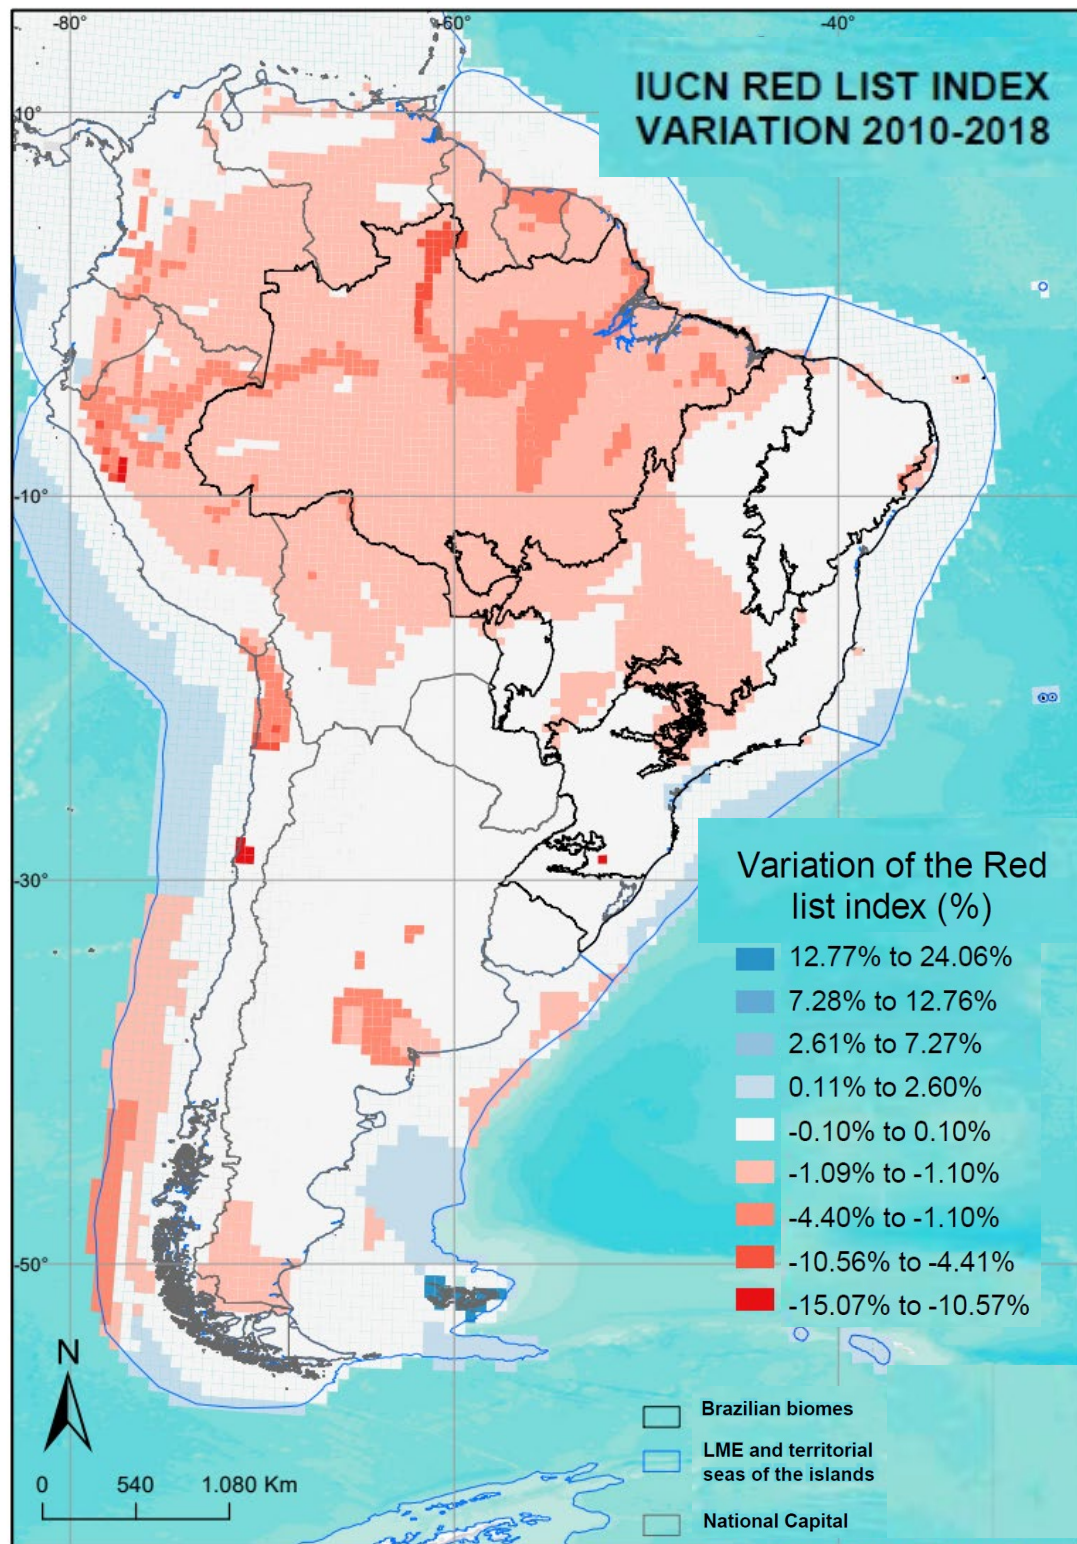 -80°
-60°
-40°
IUCN RED LIST INDEX
VARIATION 2010-2018
10°
-10°
-30°
Variation of the Red
list index (%)
12.77% to 24.06%
7.28% to 12.76%
2.61% to 7.27%
0.11% to 2.60%
-0.10% to 0.10%
-1.09% to -1.10%
-4.40% to -1.10%
-10.56% to -4.41%
-15.07% to -10.57%
-50°
N
0 540 1.080 Km
Brazilian biomes
LME and territorial
seas of the islands
National Capital